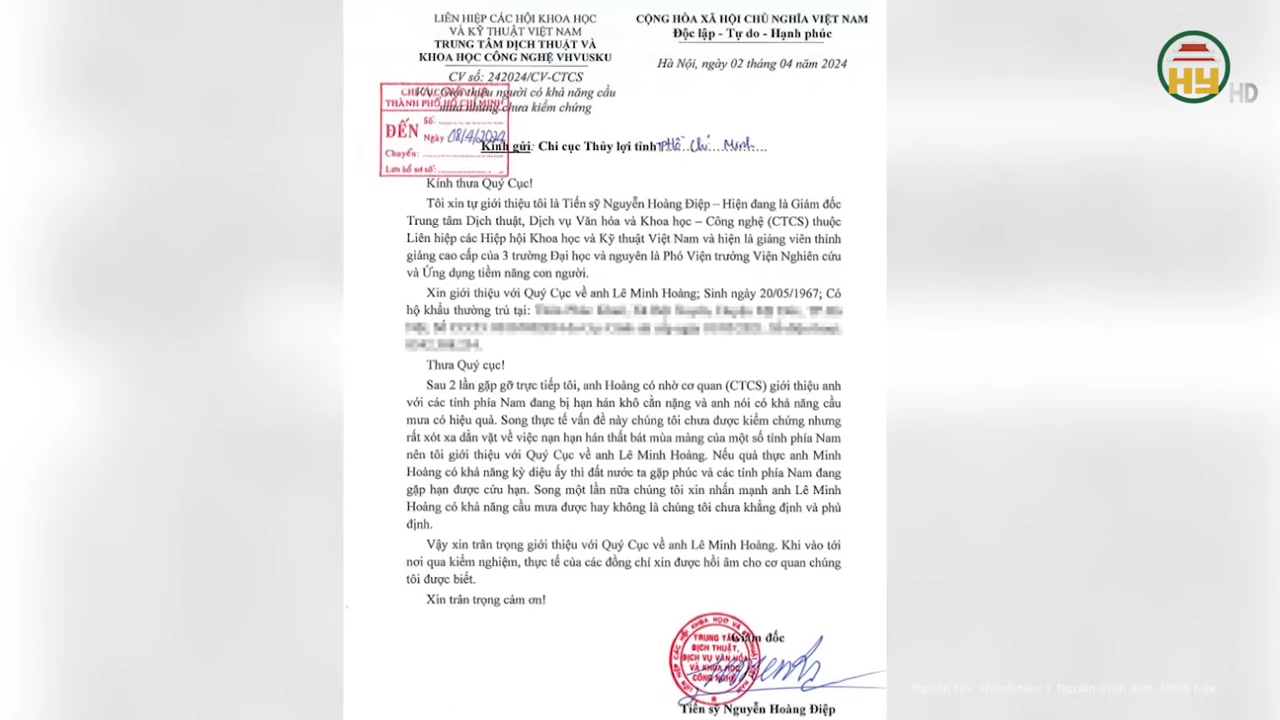 LIÊN HIỆP CÁC HỘI KHOA HỌC
VÀ KỸ THUẬT VIỆT NAM
TRUNG TÂM DỊCH THUẬT VÀ
KHOA HỌC CÔNG NGHỆ VHVUSKU
CV số: 242024/CV-CTCS
V/v: Giới thiệu người có khả năng cầu
mưa nhưng chưa kiểm chứng
CỘNG HÒA XÃ HỘI CHỦ NGHĨA VIỆT NAM
Độc lập - Tự do - Hạnh phúc
Hà Nội, ngày 02 tháng 04 năm 2024
HY HD
THÀNH PHỐ HỒ CHÍ MINH
ĐẾN
Số:
Ngày 08/4/2024
Chuyển:
Lưu hồ sơ số:
Kính gửi: Chi cục Thủy lợi tỉnh TP Hồ Chí Minh
Kính thưa Quý Cục!
Tôi xin tự giới thiệu tôi là Tiến sỹ Nguyễn Hoàng Điệp – Hiện đang là Giám đốc
Trung tâm Dịch thuật, Dịch vụ Văn hóa và Khoa học – Công nghệ (CTCS) thuộc
Liên hiệp các Hiệp hội Khoa học và Kỹ thuật Việt Nam và hiện là giảng viên thỉnh
giảng cao cấp của 3 trường Đại học và nguyên là Phó Viện trưởng Viện Nghiên cứu
và Ứng dụng tiềm năng con người.
Xin giới thiệu với Quý Cục về anh Lê Minh Hoàng; Sinh ngày 20/05/1967; Có
hộ khẩu thường trú tại:
Thưa Quý cục!
Sau 2 lần gặp gỡ trực tiếp tôi, anh Hoàng có nhờ cơ quan (CTCS) giới thiệu anh
với các tỉnh phía Nam đang bị hạn hán khô cằn nặng và anh nói có khả năng cầu
mưa có hiệu quả. Song thực tế vấn đề này chúng tôi chưa được kiểm chứng nhưng
rất xót xa dằn vặt về việc nạn hạn hán thất bát mùa màng của một số tỉnh phía Nam
nên tôi giới thiệu với Quý Cục về anh Lê Minh Hoàng. Nếu quả thực anh Minh
Hoàng có khả năng kỳ diệu ấy thì đất nước ta gặp phúc và các tỉnh phía Nam đang
gặp hạn được cứu hạn. Song một lần nữa chúng tôi xin nhấn mạnh anh Lê Minh
Hoàng có khả năng cầu mưa được hay không là chúng tôi chưa khẳng định và phủ
định.
Vậy xin trân trọng giới thiệu với Quý Cục về anh Lê Minh Hoàng. Khi vào tới
nơi qua kiểm nghiệm, thực tế của các đồng chí xin được hồi âm cho cơ quan chúng
tôi được biết.
Xin trân trọng cảm ơn!
Giám đốc
TRUNG TÂM
DỊCH THUẬT,
DỊCH VỤ VĂN HÓA
VÀ KHOA HỌC
CÔNG NGHỆ
Tiến sỹ Nguyễn Hoàng Điệp
Nguồn tin: Thanhnien | Nguồn hình ảnh: Minh họa